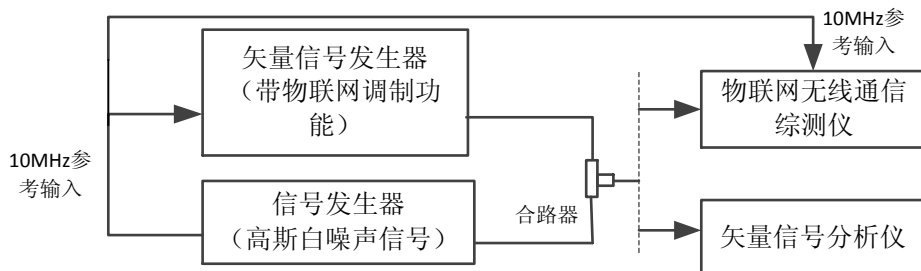 10MHz参
考输入
矢量信号发生器
（带物联网调制功
能）
物联网无线通信
综测仪
10MHz参
考输入
信号发生器
（高斯白噪声信号）
合路器
矢量信号分析仪